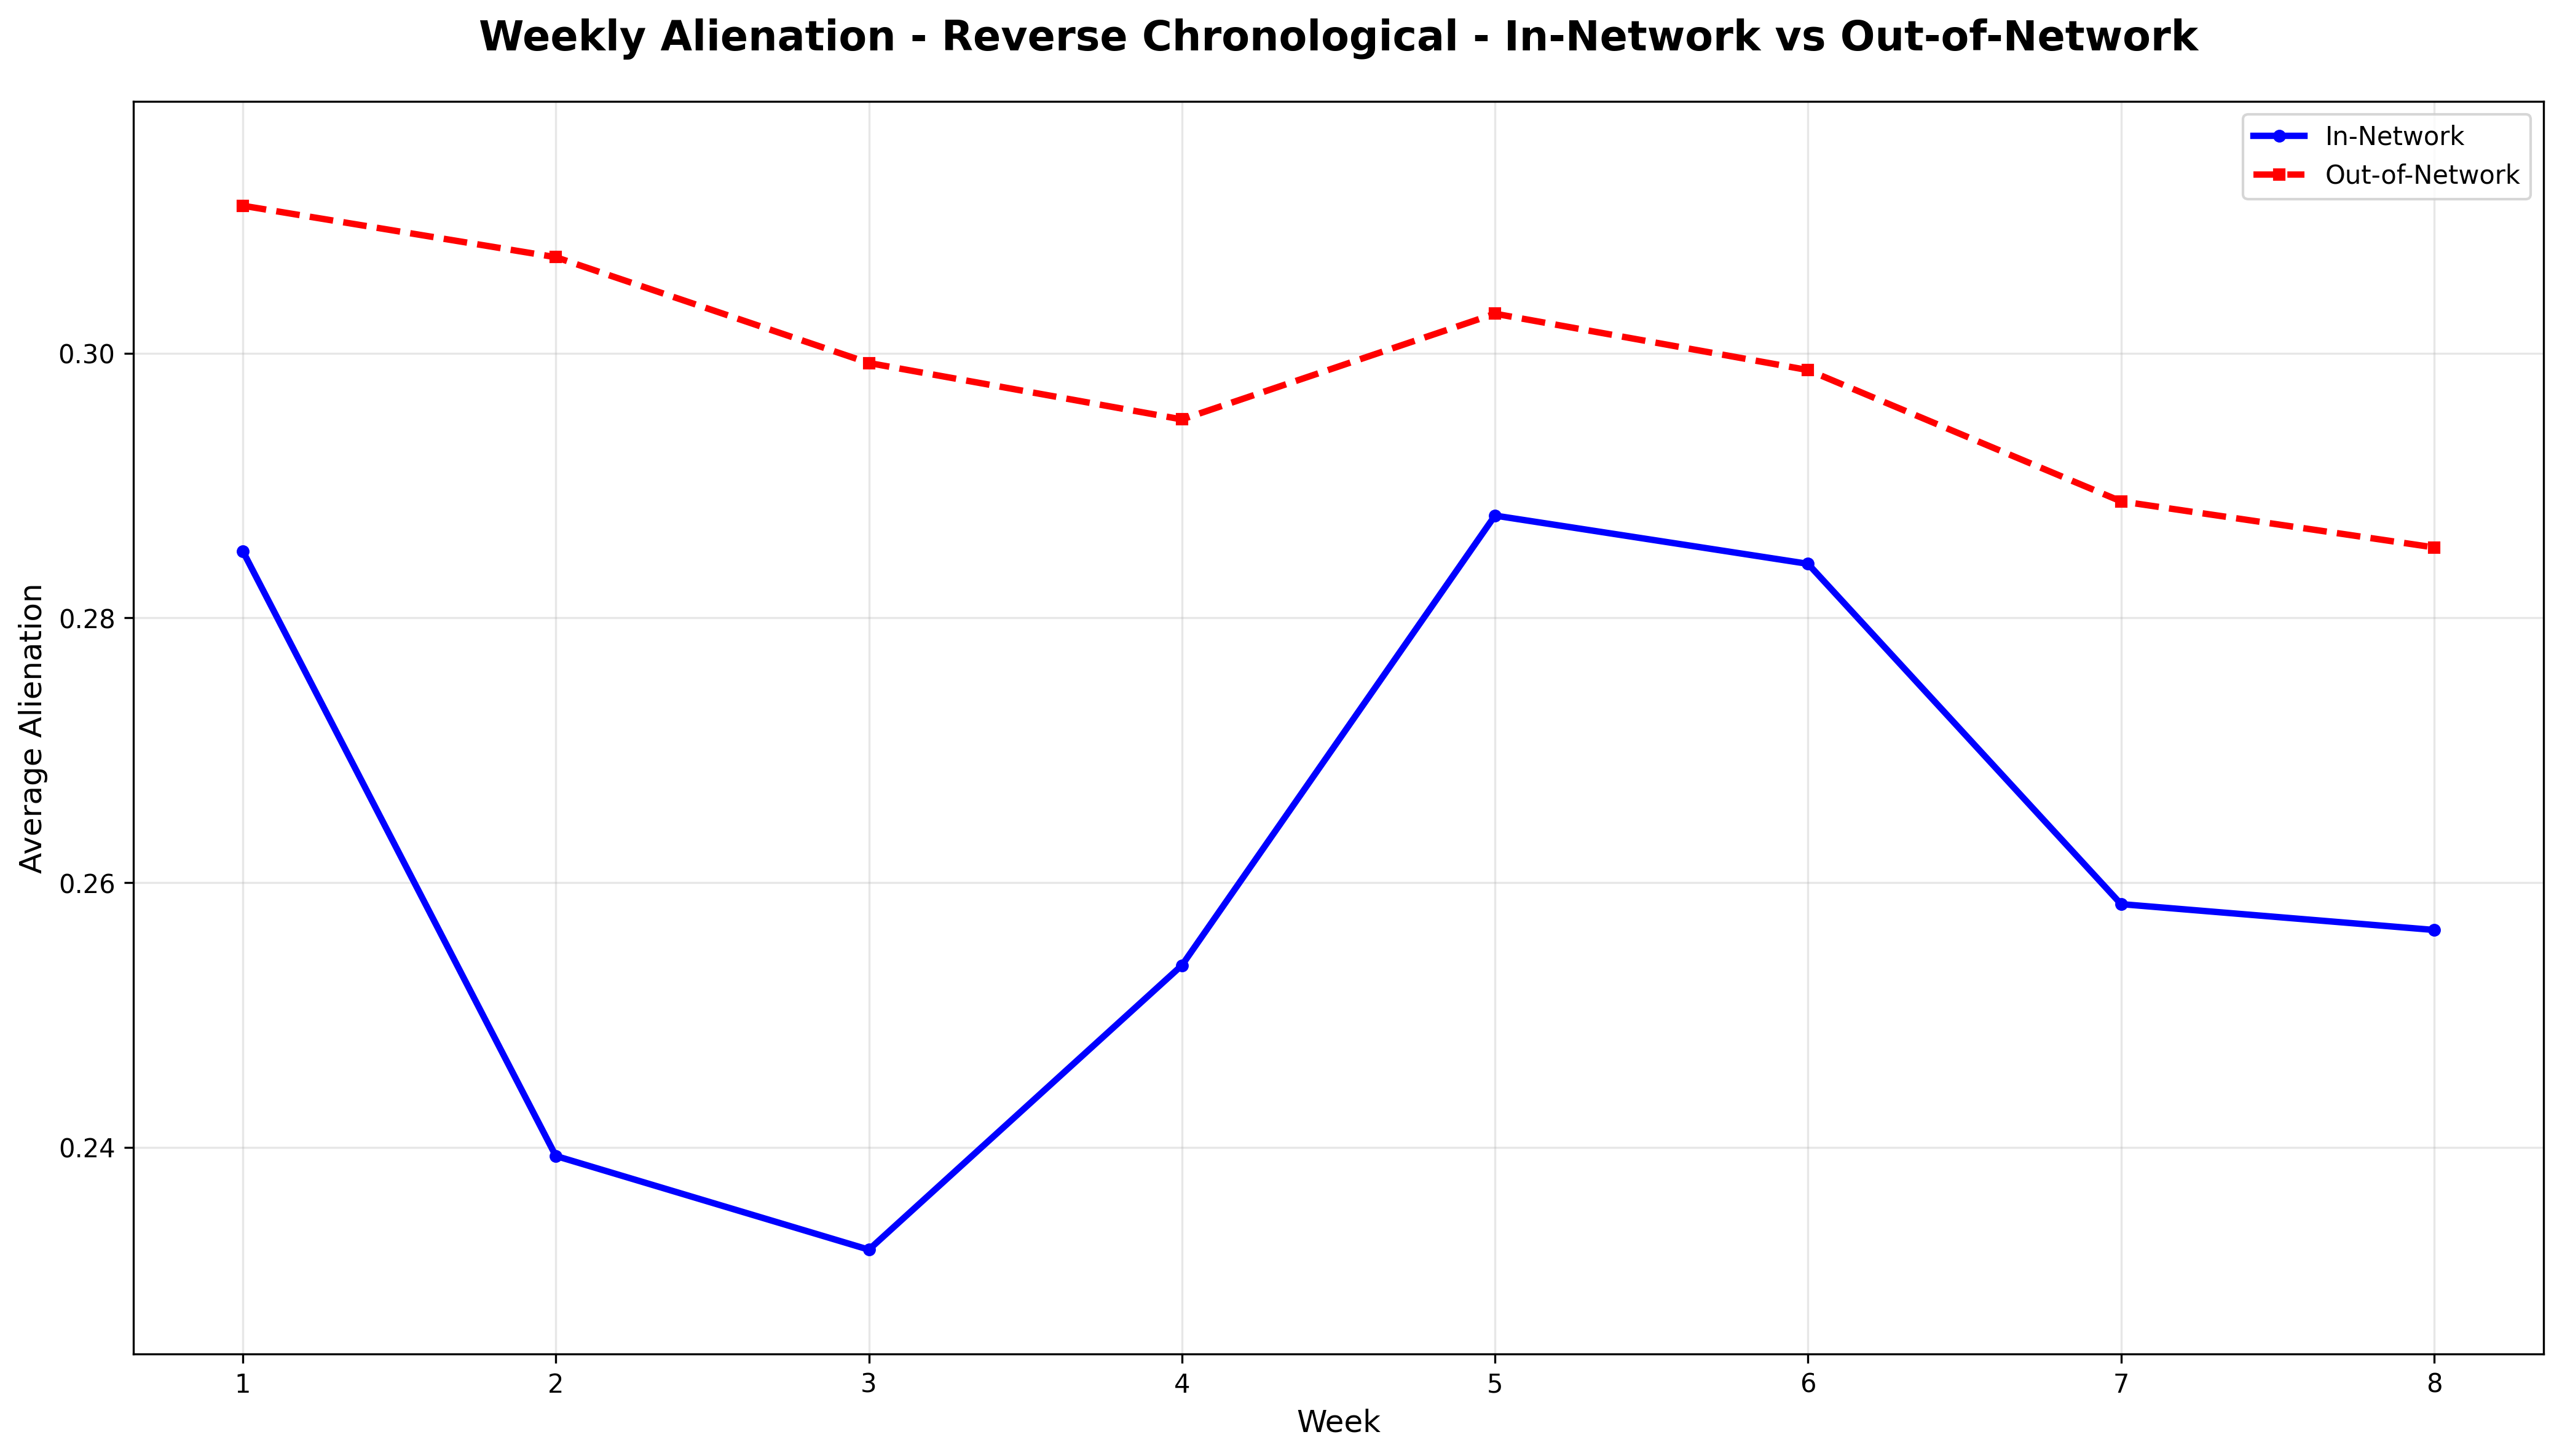 Weekly Alienation - Reverse Chronological - In-Network vs Out-of-Network
In-Network
Out-of-Network
Average Alienation
0.30
0.28
0.26
0.24
1 2 3 4 5 6 7 8
Week